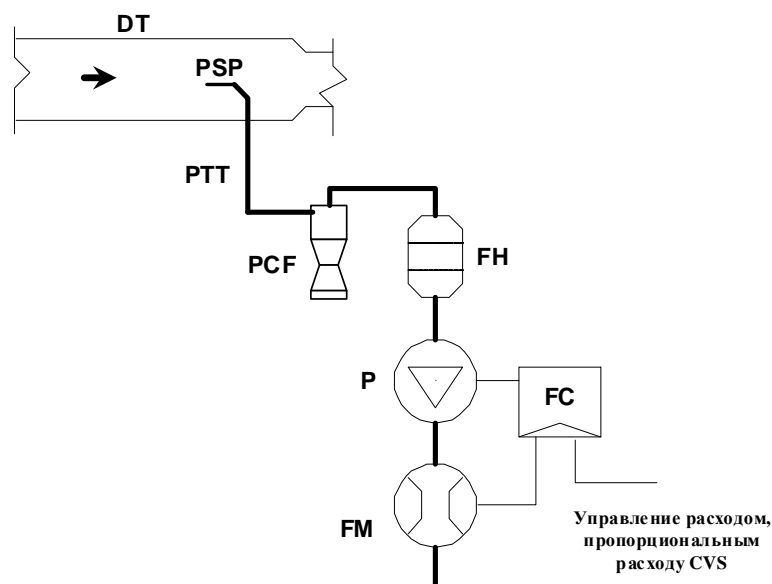 DT
PSP
PTT
PCF
FH
P
FC
FM
Управление расходом,
пропорциональным
расходу CVS